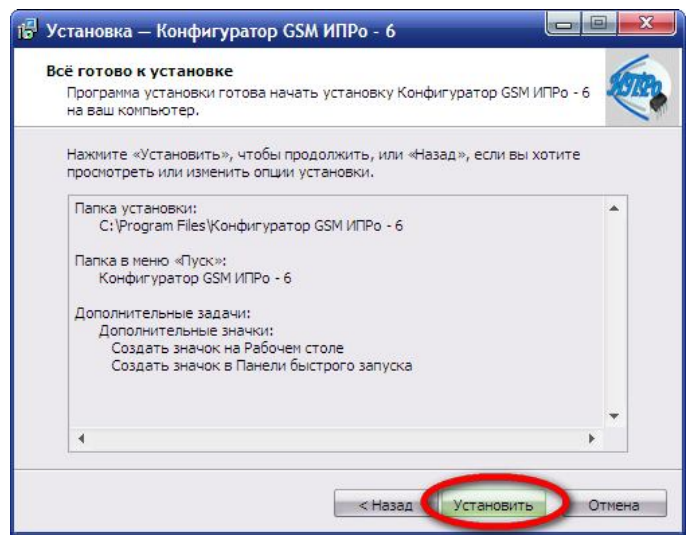 Установка — Конфигуратор GSM ИПРо - 6
Всё готово к установке
Программа установки готова начать установку Конфигуратор GSM ИПРо - 6
на ваш компьютер.
ИПРо
Нажмите «Установить», чтобы продолжить, или «Назад», если вы хотите
просмотреть или изменить опции установки.
Папка установки:
C:\Program Files\Конфигуратор GSM ИПРо - 6
Папка в меню «Пуск»:
Конфигуратор GSM ИПРо - 6
Дополнительные задачи:
Дополнительные значки:
Создать значок на Рабочем столе
Создать значок в Панели быстрого запуска
< Назад
Установить
Отмена